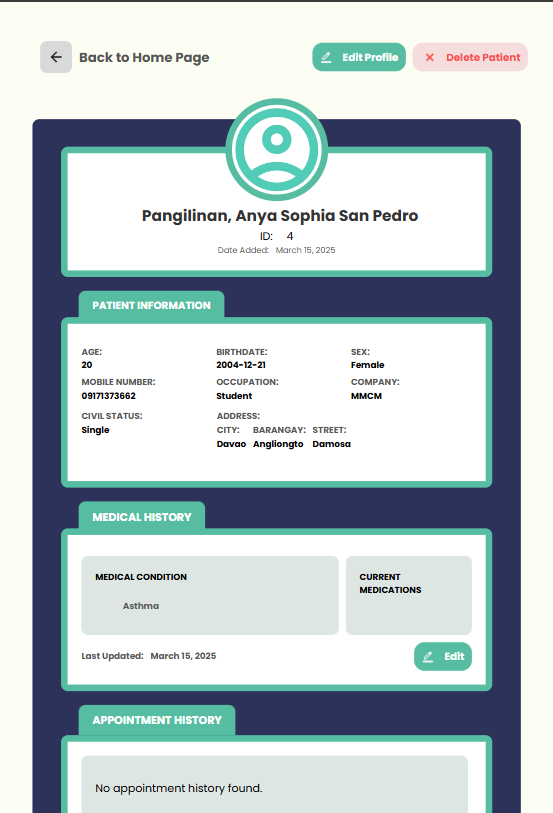 Back to Home Page Edit Profile Delete Patient
Pangilinan, Anya Sophia San Pedro
ID: 4
Date Added: March 15, 2025
PATIENT INFORMATION
AGE: BIRTHDATE: SEX:
20 2004-12-21 Female
MOBILE NUMBER: OCCUPATION: COMPANY:
09171373662 Student MMCM
CIVIL STATUS: ADDRESS:
Single CITY: BARANGAY: STREET:
Davao Angliongto Damosa
MEDICAL HISTORY
MEDICAL CONDITION
Asthma
CURRENT
MEDICATIONS
Last Updated: March 15, 2025 Edit
APPOINTMENT HISTORY
No appointment history found.